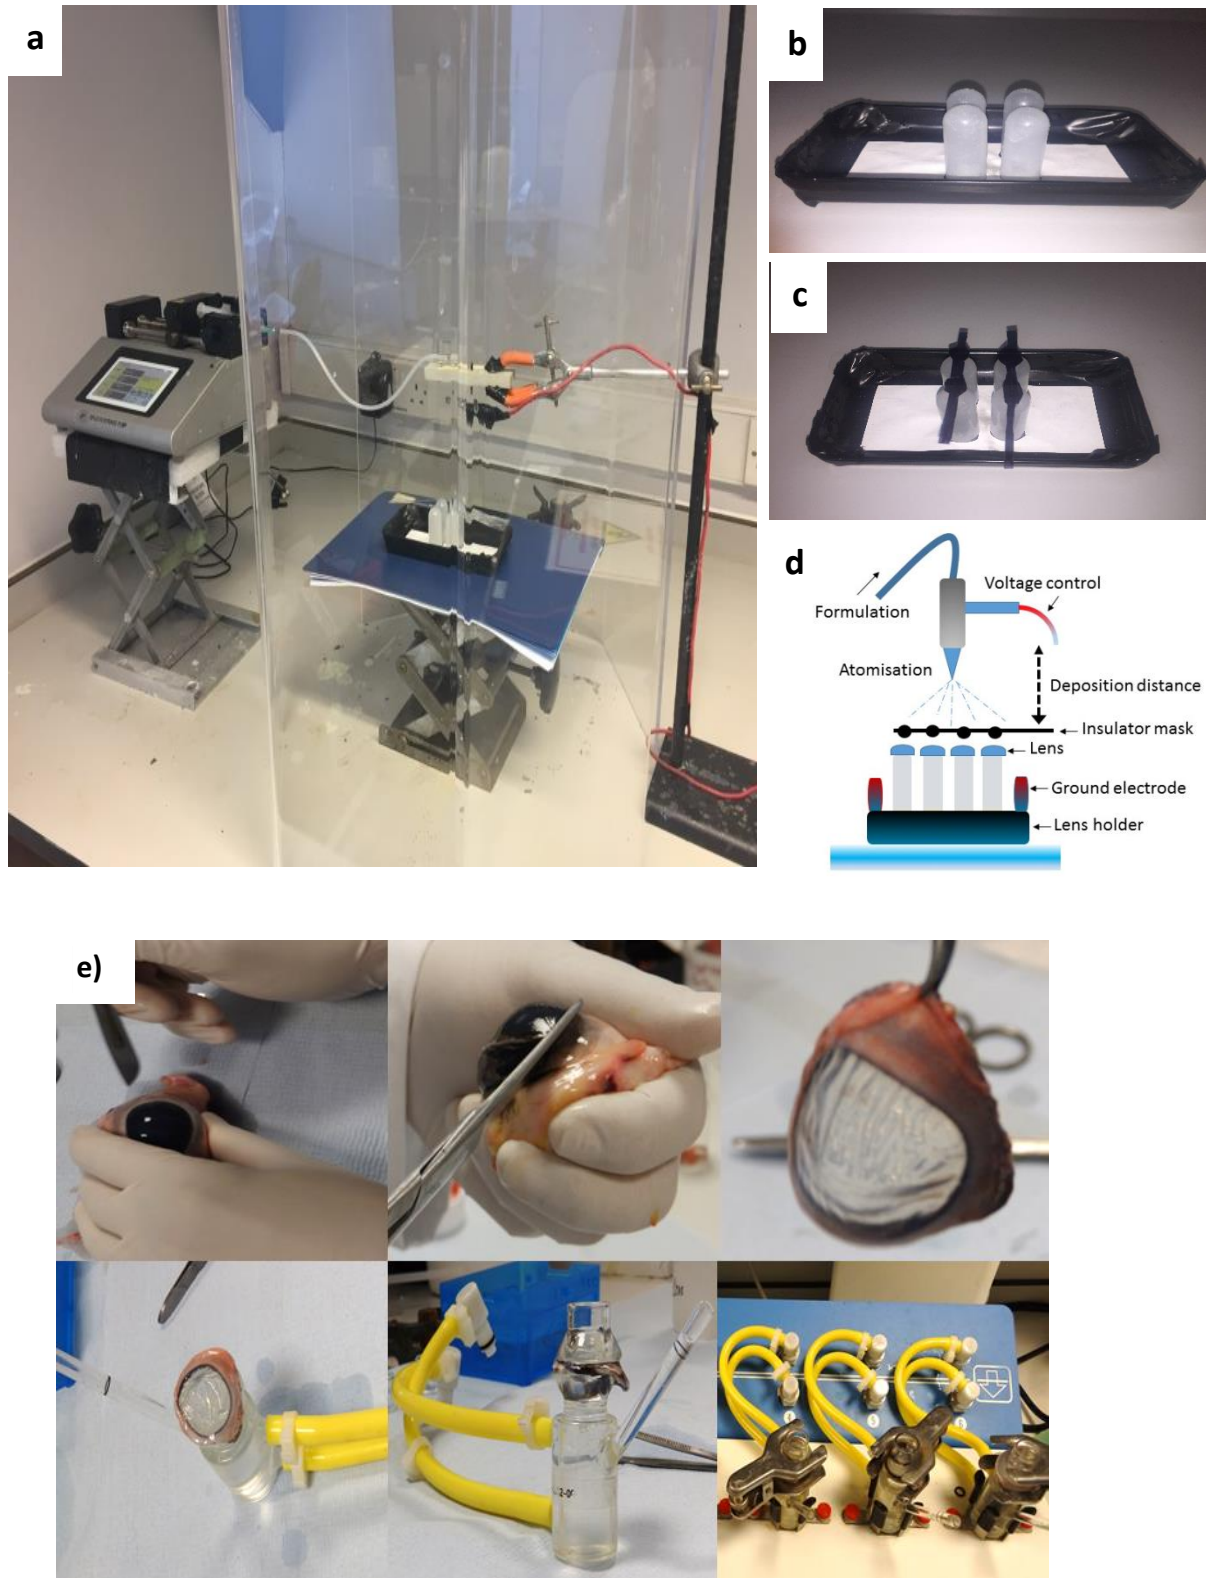 a
b
c
d
Formulation
Voltage control
Atomisation
Deposition distance
Insulator mask
Lens
Ground electrode
Lens holder
e)